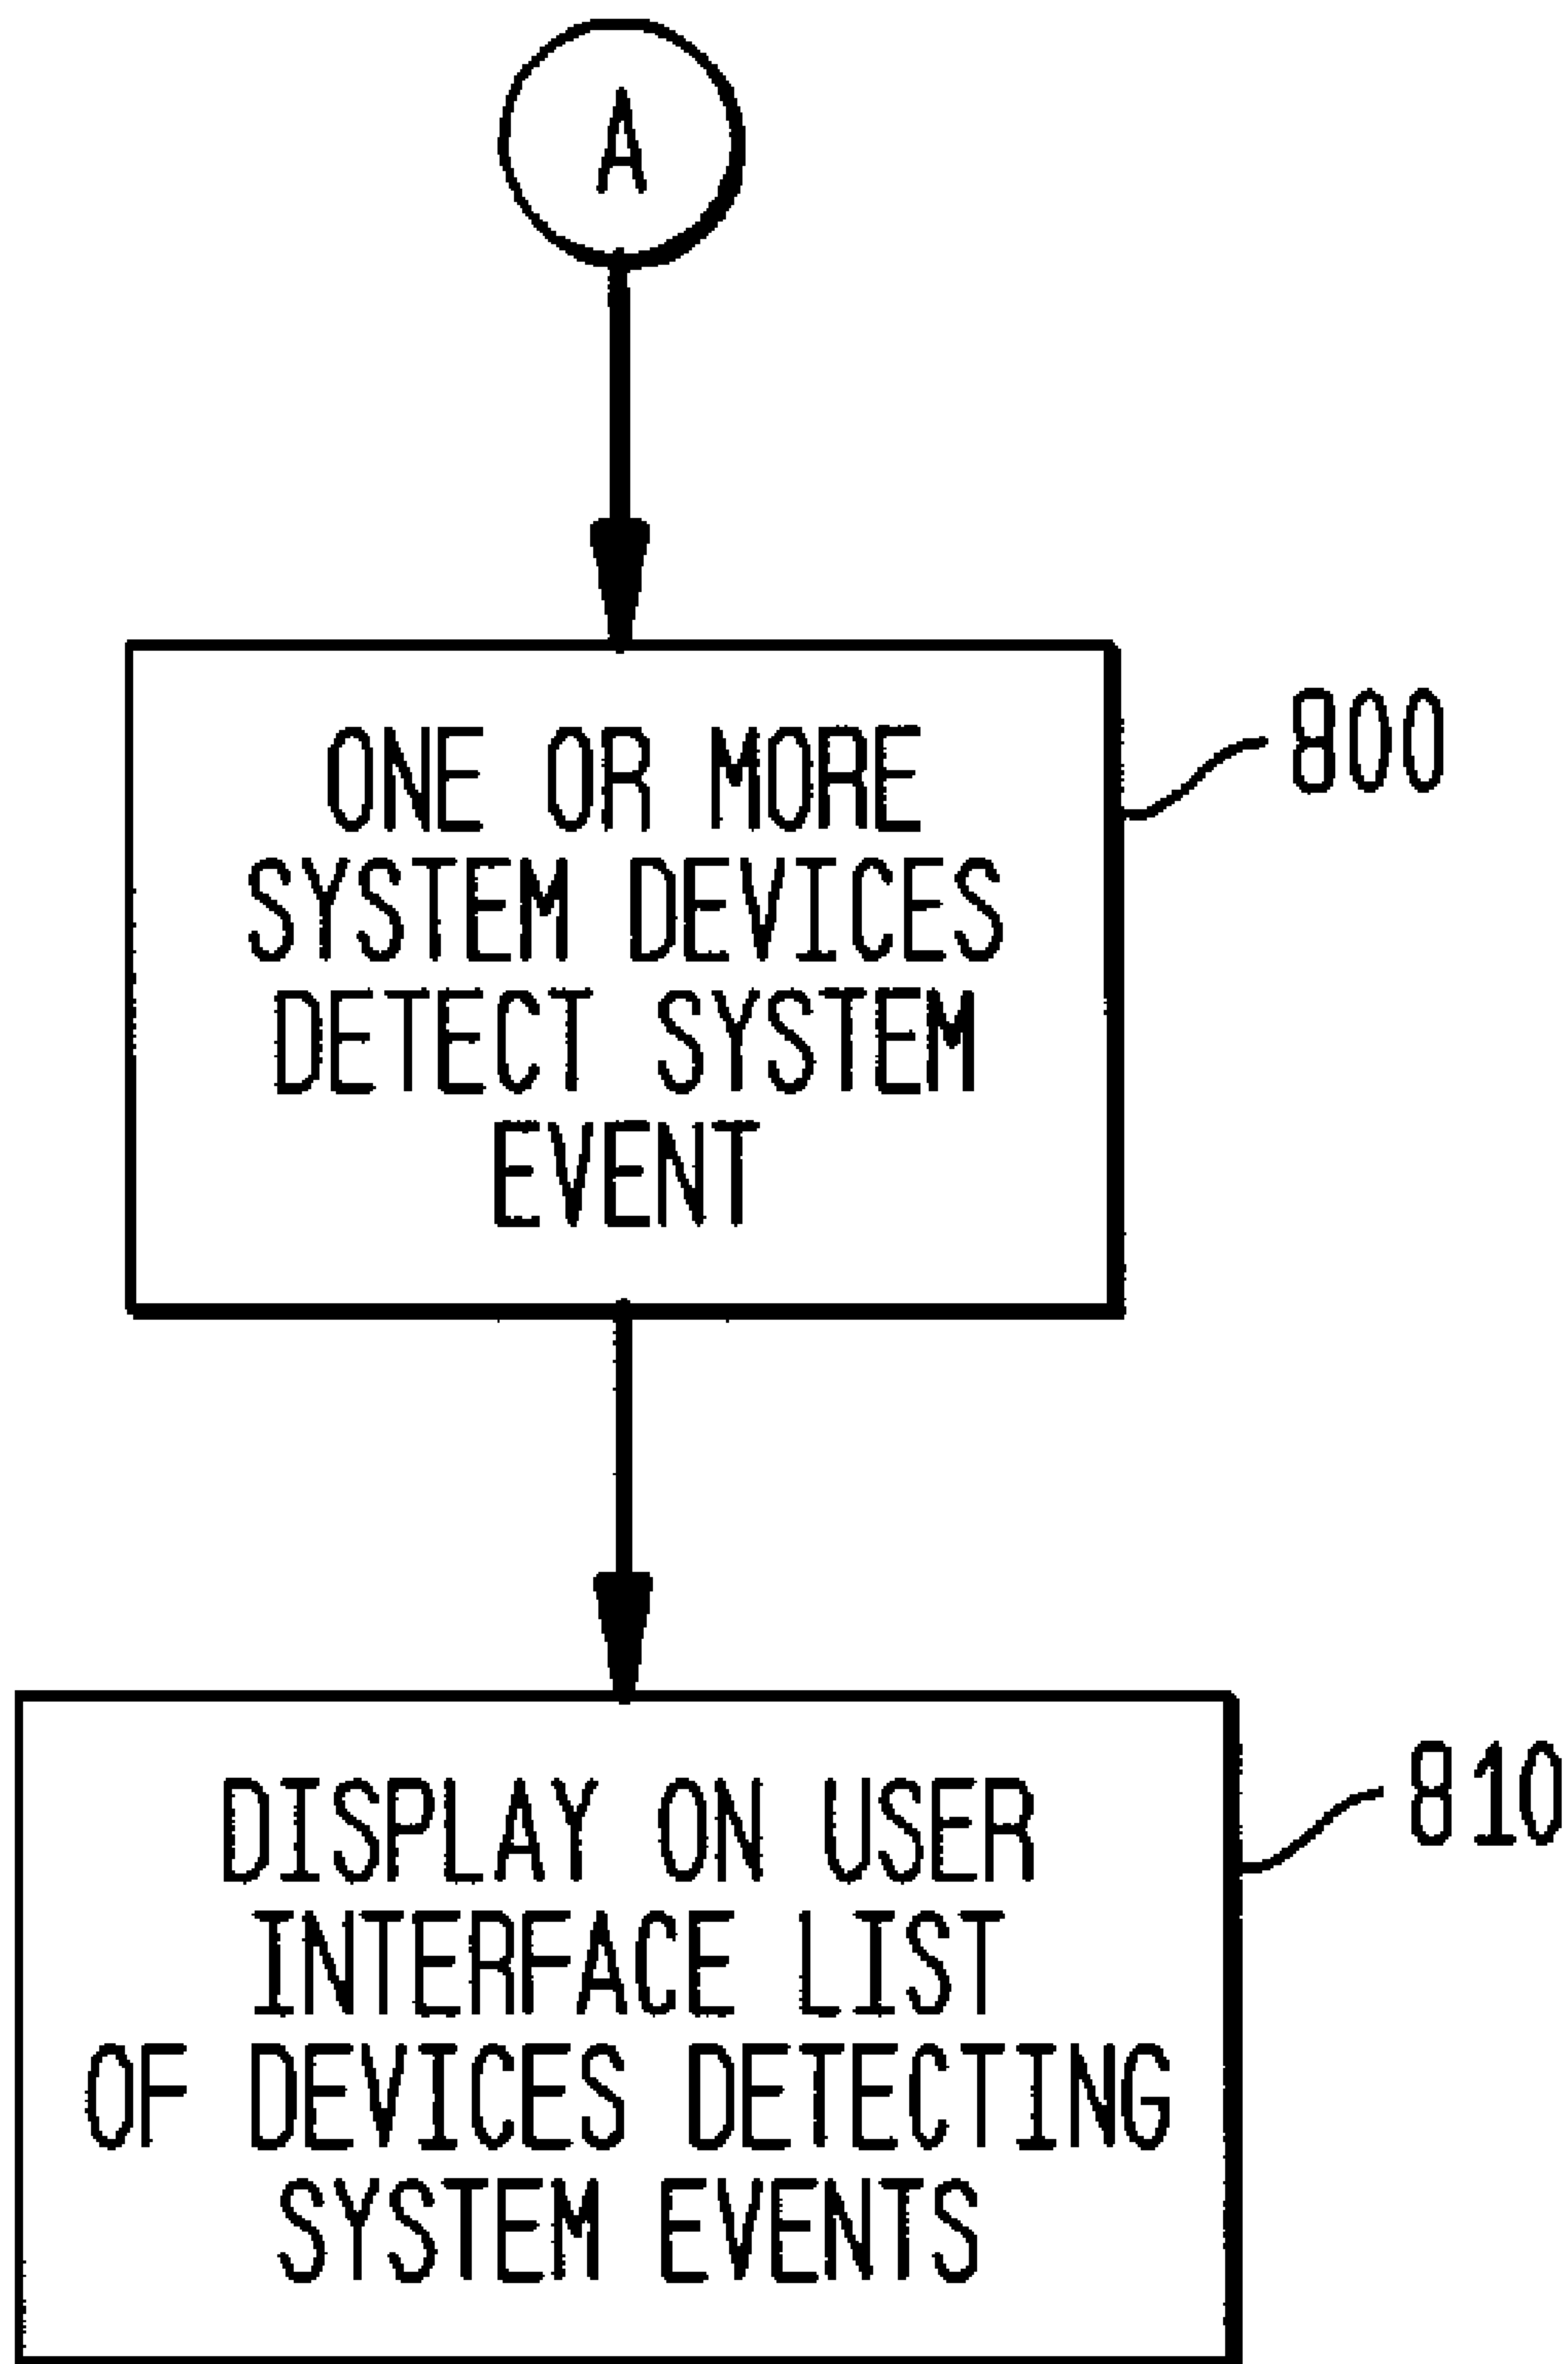 A
ONE OR MORE
SYSTEM DEVICES
DETECT SYSTEM
EVENT
800
DISPLAY ON USER
INTERFACE LIST
OF DEVICES DETECTING
SYSTEM EVENTS
810